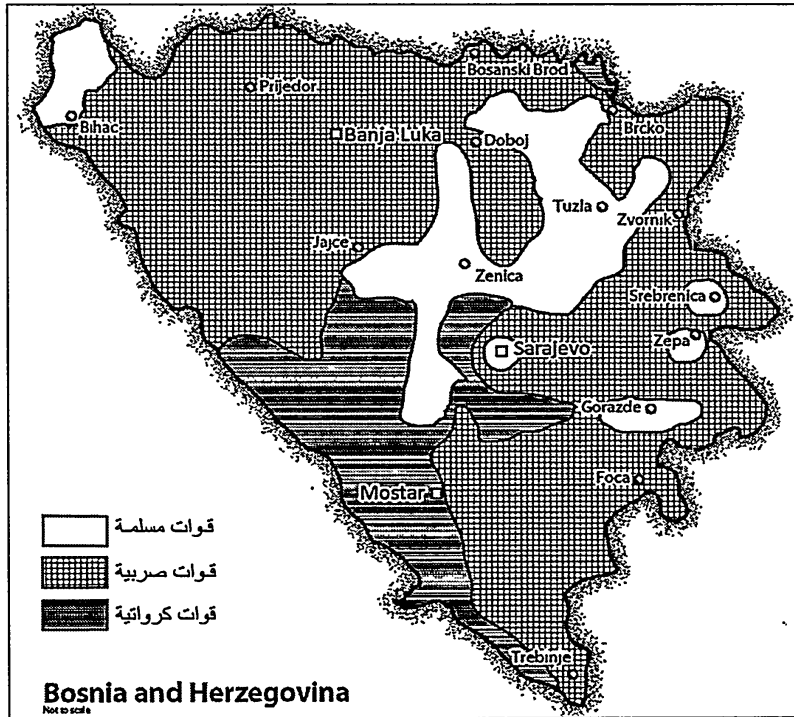 Bosanski Brod
Prijedor
Bihac
Banja Luka
Doboj
Brcko
Tuzla
Zvornik
Jajce
Zenica
Srebrenica
Zepa
Sarajevo
Gorazde
Foca
Mostar
قوات مسلمة
قوات صربية
قوات كرواتية
Trebinje
Bosnia and Herzegovina
Not to scale